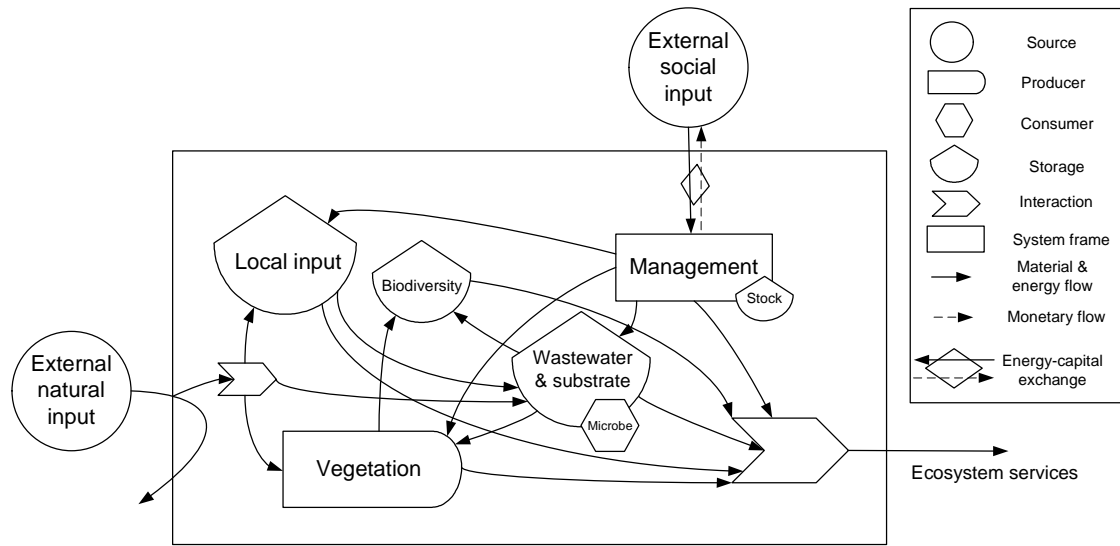 External
social
input
Local input
Biodiversity
Management
Stock
External
natural
input
Wastewater
& substrate
Microbe
Vegetation
Ecosystem services
Source
Producer
Consumer
Storage
Interaction
System frame
Material &
energy flow
Monetary flow
Energy-capital
exchange